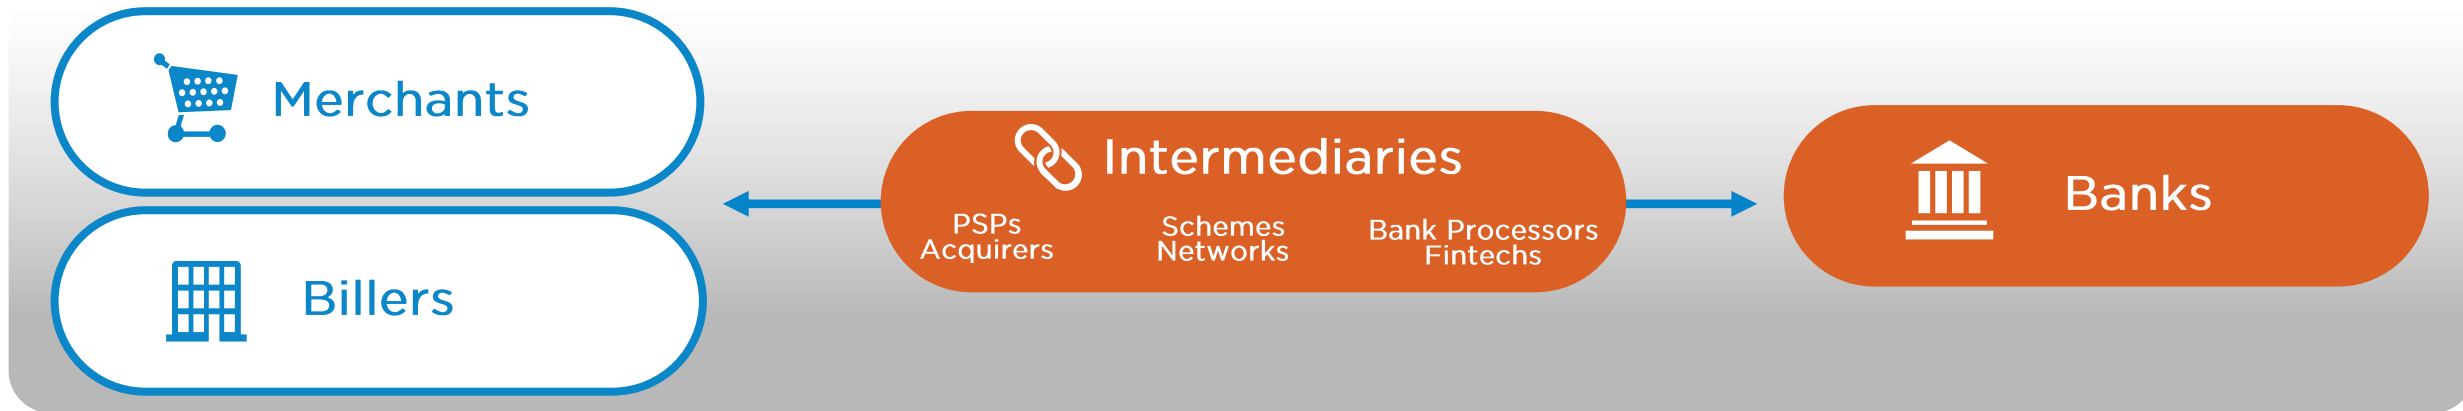 Merchants
Billers
Intermediaries
PSPs
Acquirers
Schemes
Networks
Bank Processors
Fintechs
Banks